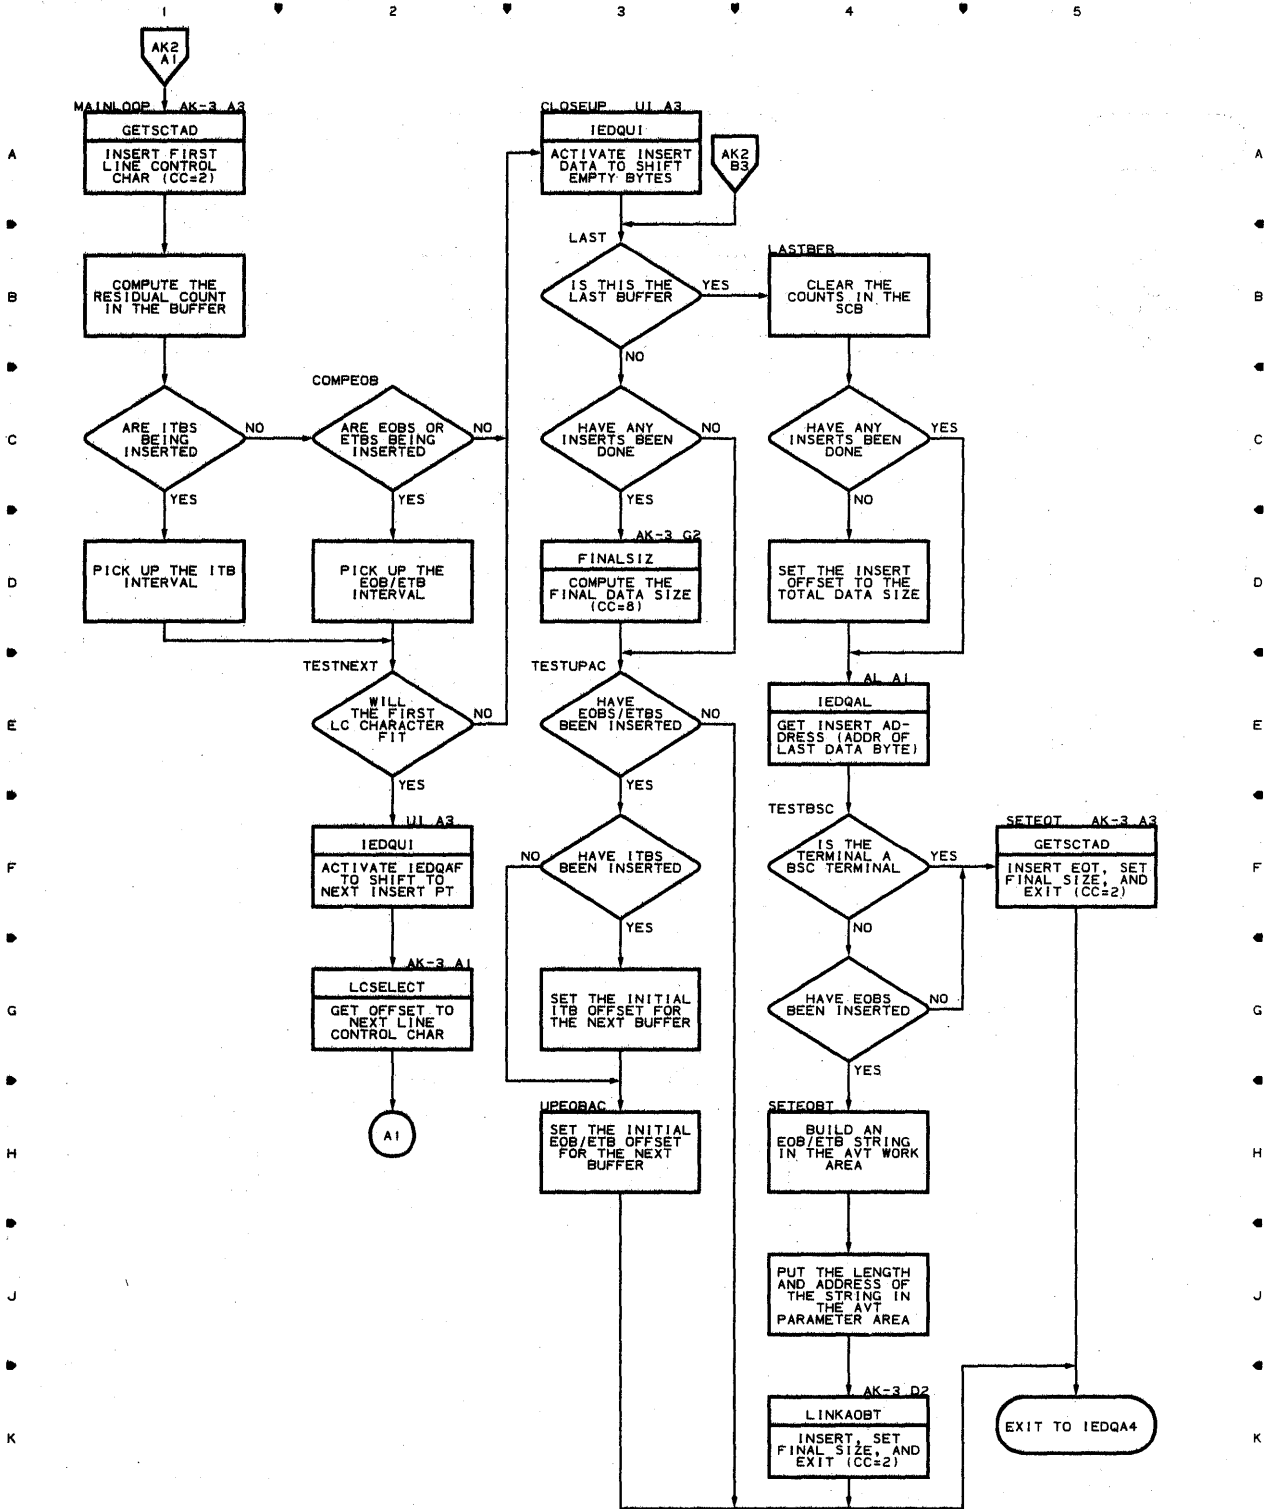 1 2 3 4 5
AK2
A1
MAINLOOP AK-3 A3
GETSCTAD
INSERT FIRST
LINE CONTROL
CHAR (CC=2)
CLOSEUP UI A3
IEDQUI
ACTIVATE INSERT
DATA TO SHIFT
EMPTY BYTES
AK2
B3
A A
COMPUTE THE
RESIDUAL COUNT
IN THE BUFFER
LAST
IS THIS THE
LAST BUFFER
YES
NO
LASTBFR
CLEAR THE
COUNTS IN THE
SCB
B B
ARE ITBS
BEING
INSERTED
NO
YES
COMPEOB
ARE EOBS OR
ETBS BEING
INSERTED
NO
YES
HAVE ANY
INSERTS BEEN
DONE
NO
YES
HAVE ANY
INSERTS BEEN
DONE
YES
NO
C C
PICK UP THE ITB
INTERVAL
PICK UP THE
EOB/ETB
INTERVAL
AK-3 G2
FINALSIZ
COMPUTE THE
FINAL DATA SIZE
(CC=8)
SET THE INSERT
OFFSET TO THE
TOTAL DATA SIZE
D D
TESTNEXT
WILL
THE FIRST
LC CHARACTER
FIT
NO
YES
TESTUPAC
HAVE
EOBS/ETBS
BEEN INSERTED
NO
YES
AL A1
IEDQAL
GET INSERT AD-
DRESS (ADDR OF
LAST DATA BYTE)
E E
UI A3
IEDQUI
ACTIVATE IEDQAF
TO SHIFT TO
NEXT INSERT PT
NO
HAVE ITBS
BEEN INSERTED
YES
TESTBSC
IS THE
TERMINAL A
BSC TERMINAL
YES
NO
SETEOT AK-3 A3
GETSCTAD
INSERT EOT, SET
FINAL SIZE, AND
EXIT (CC=2)
F F
AK-3 A1
LCSELECT
GET OFFSET TO
NEXT LINE
CONTROL CHAR
SET THE INITIAL
ITB OFFSET FOR
THE NEXT BUFFER
HAVE EOBS
BEEN INSERTED
NO
YES
G G
A1
UPEOBAC
SET THE INITIAL
EOB/ETB OFFSET
FOR THE NEXT
BUFFER
SETEOBT
BUILD AN
EOB/ETB STRING
IN THE AVT WORK
AREA
H H
PUT THE LENGTH
AND ADDRESS OF
THE STRING IN
THE AVT
PARAMETER AREA
J J
AK-3 D2
LINKAOBT
INSERT, SET
FINAL SIZE, AND
EXIT (CC=2)
EXIT TO IEDQA4
K K